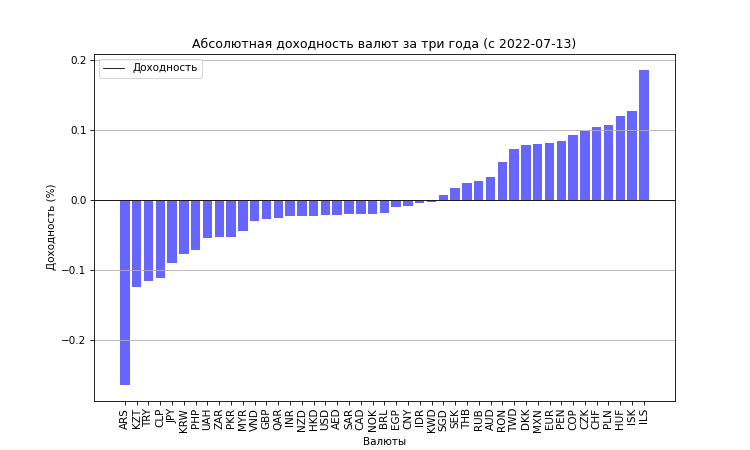 Абсолютная доходность валют за три года (с 2022-07-13)
Доходность
Доходность (%)
0.2
0.1
0.0
−0.1
−0.2
ARS KZT TRY CLP JPY KRW PHP UAH ZAR PKR MYR VND GBP QAR INR NZD HKD USD AED SAR CAD NOK BRL EGP CNY IDR KWD SGD SEK THB RUB AUD RON TWD DKK MXN EUR PEN COP CZK CHF PLN HUF ISK ILS
Валюты